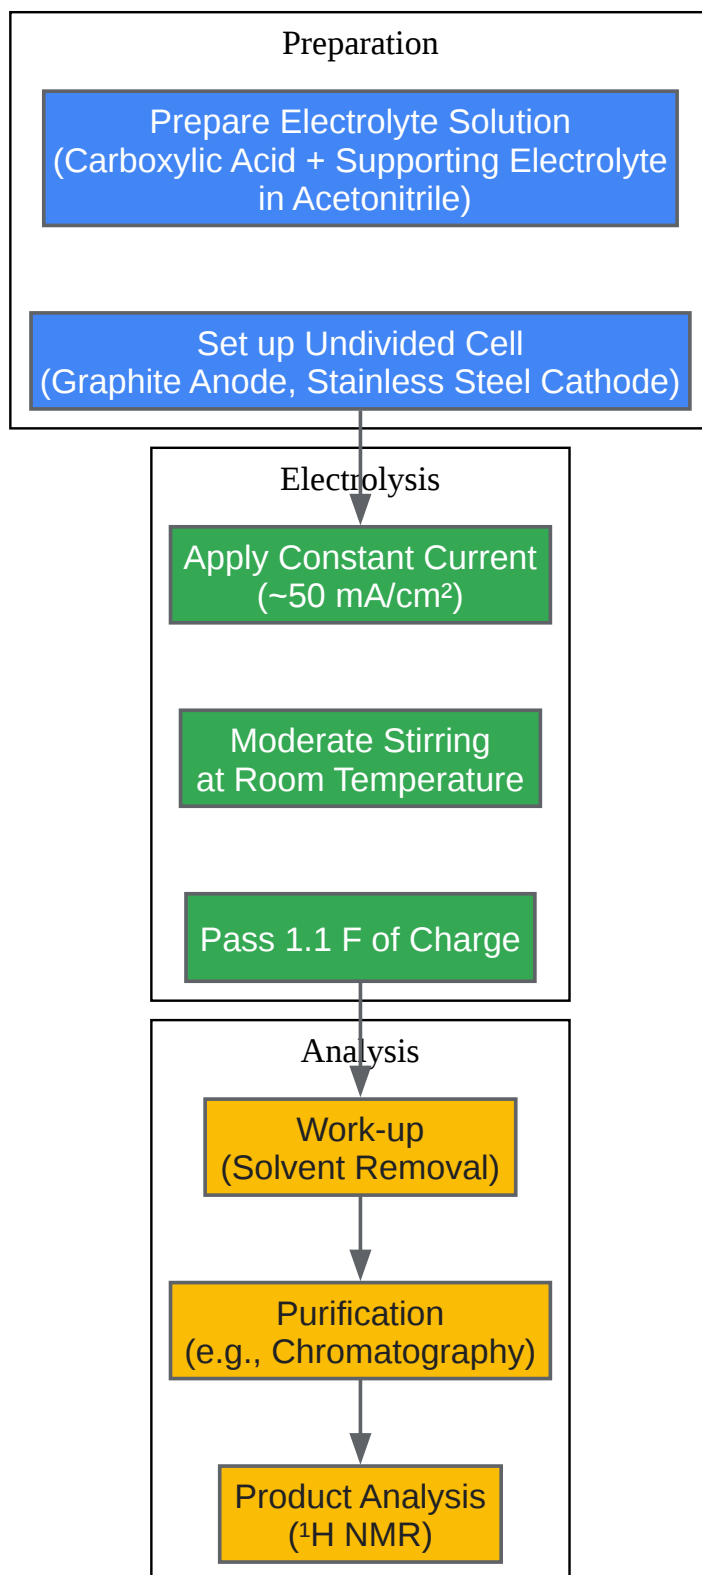 Preparation
Prepare Electrolyte Solution
(Carboxylic Acid + Supporting Electrolyte
in Acetonitrile)
Set up Undivided Cell
(Graphite Anode, Stainless Steel Cathode)
Electrolysis
Apply Constant Current
(~50 mA/cm²)
Moderate Stirring
at Room Temperature
Pass 1.1 F of Charge
Analysis
Work-up
(Solvent Removal)
Purification
(e.g., Chromatography)
Product Analysis
(¹H NMR)